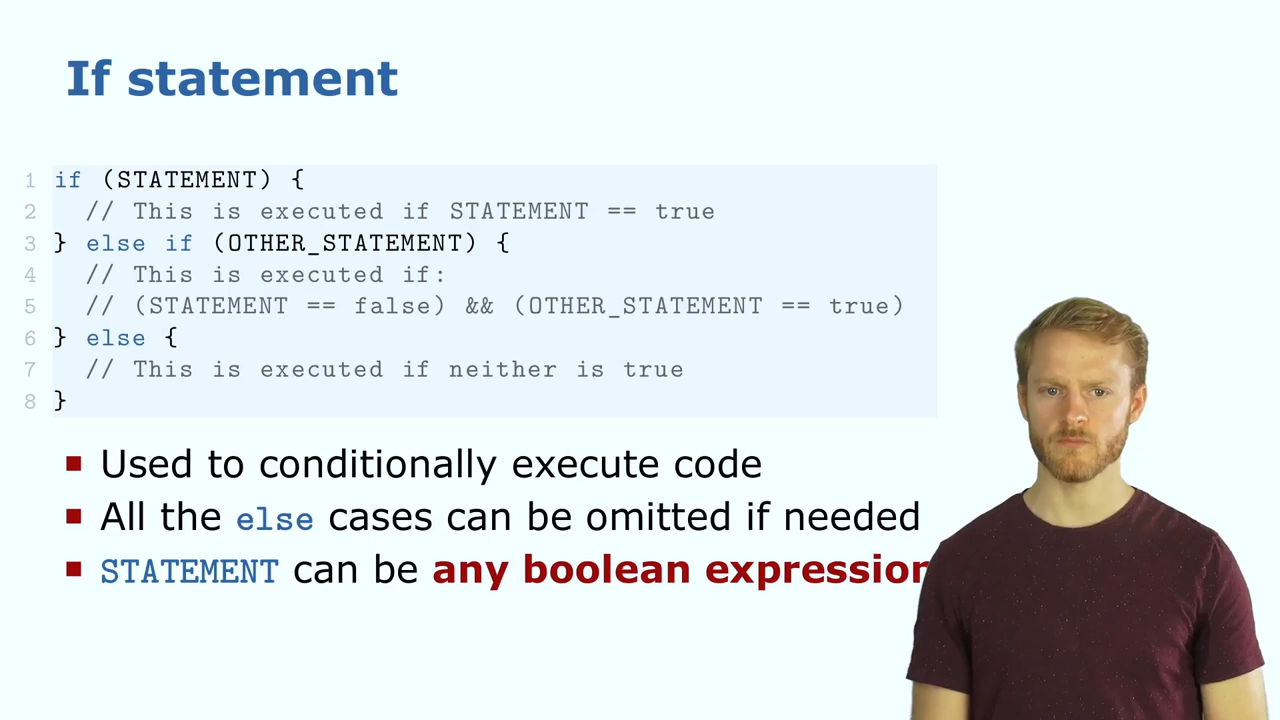 If statement
1 if (STATEMENT) {
2   // This is executed if STATEMENT == true
3 } else if (OTHER_STATEMENT) {
4   // This is executed if:
5   // (STATEMENT == false) && (OTHER_STATEMENT == true)
6 } else {
7   // This is executed if neither is true
8 }
Used to conditionally execute code
All the else cases can be omitted if needed
STATEMENT can be any boolean expression